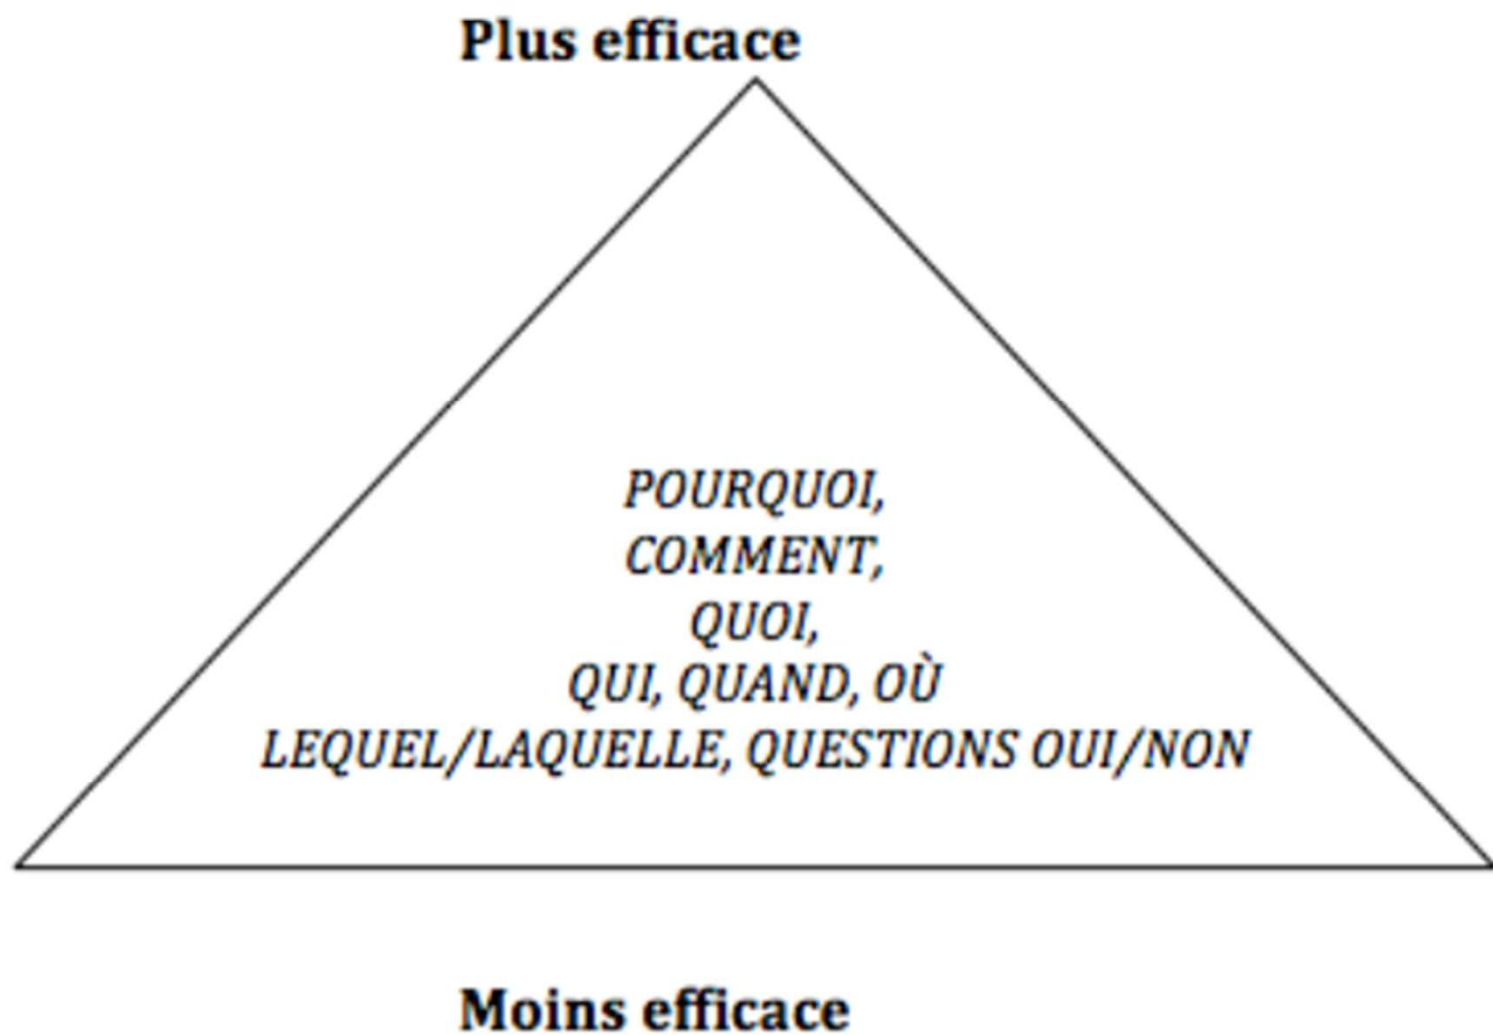 Plus efficace
POURQUOI,
COMMENT,
QUOI,
QUI, QUAND, OÙ
LEQUEL/LAQUELLE, QUESTIONS OUI/NON
Moins efficace